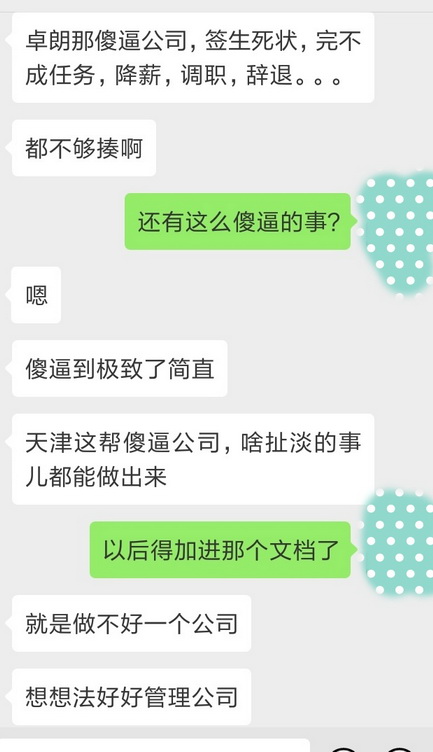 卓朗那傻逼公司，签生死状，完不
成任务，降薪，调职，辞退。。。
都不够揍啊
还有这么傻逼的事？
嗯
傻逼到极致了简直
天津这帮傻逼公司，啥扯淡的事
儿都能做出来
以后得加进那个文档了
就是做不好一个公司
想想法好好管理公司